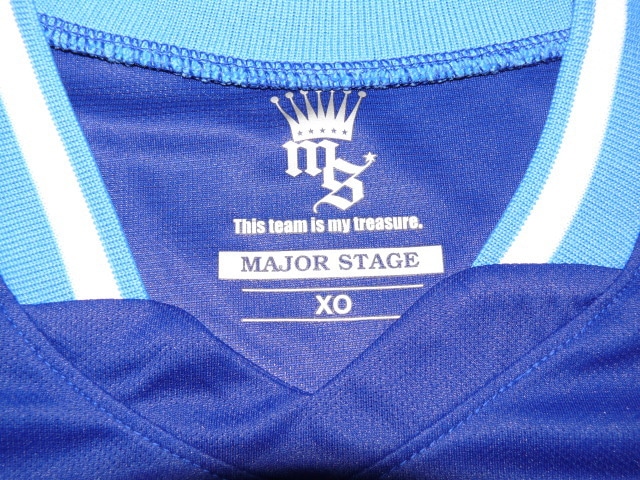 MS
This team is my treasure.
MAJOR STAGE
XO